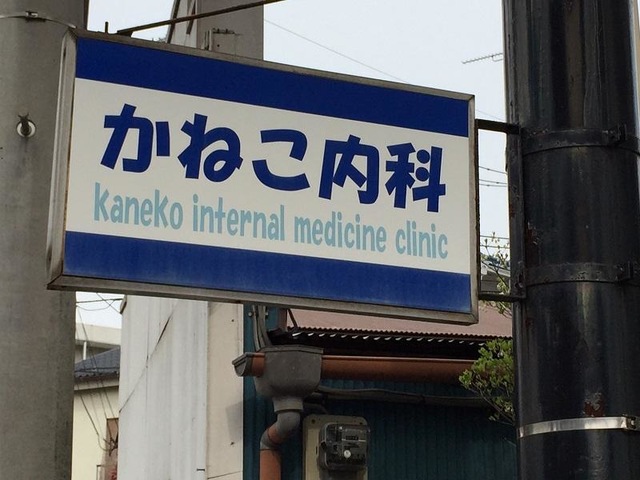 かねこ内科
kaneko internal medicine clinic